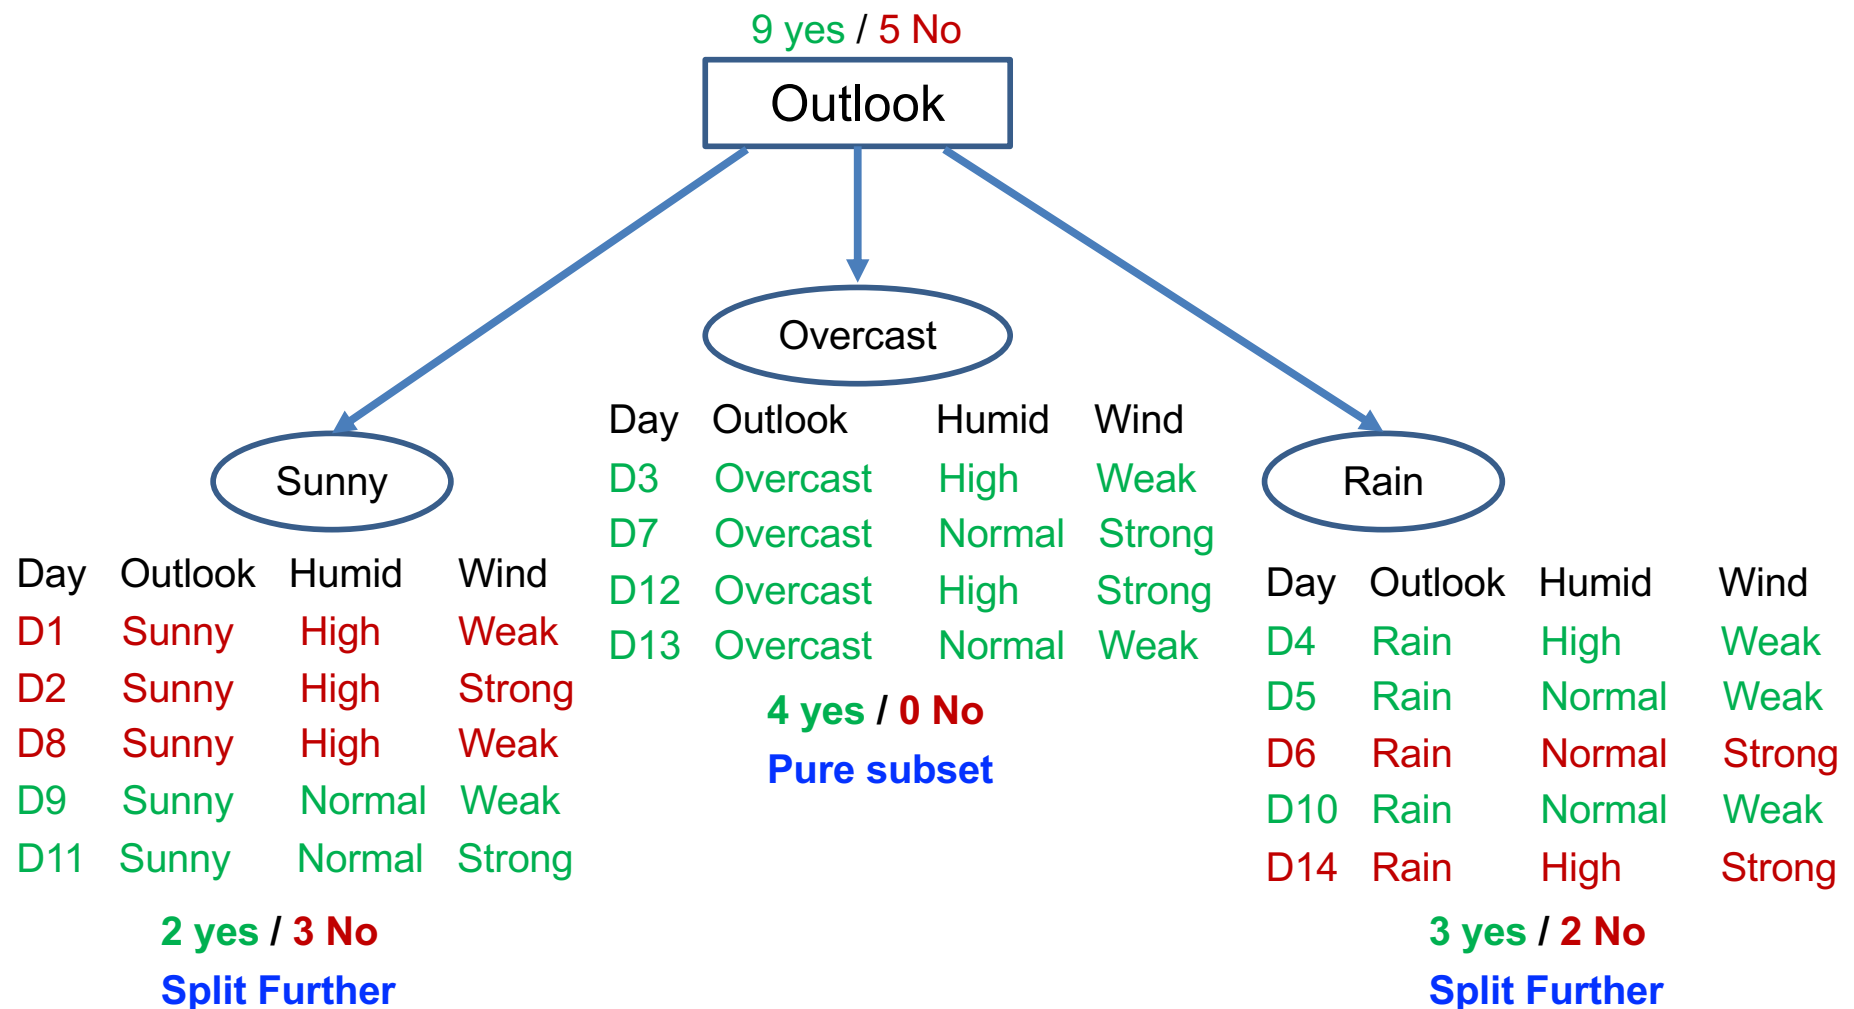 9 yes / 5 No
Outlook
Sunny
Day Outlook Humid Wind
D1 Sunny High Weak
D2 Sunny High Strong
D8 Sunny High Weak
D9 Sunny Normal Weak
D11 Sunny Normal Strong
2 yes / 3 No
Split Further
Overcast
Day Outlook Humid Wind
D3 Overcast High Weak
D7 Overcast Normal Strong
D12 Overcast High Strong
D13 Overcast Normal Weak
4 yes / 0 No
Pure subset
Rain
Day Outlook Humid Wind
D4 Rain High Weak
D5 Rain Normal Weak
D6 Rain Normal Strong
D10 Rain Normal Weak
D14 Rain High Strong
3 yes / 2 No
Split Further